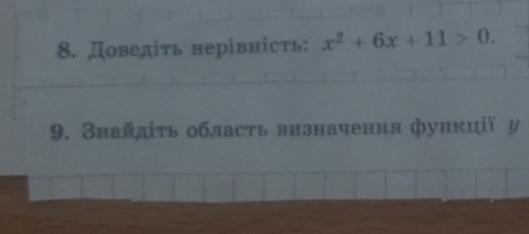 8. Доведіть нерівність: x² + 6x + 11 > 0.
9. Знайдіть область визначення функції y